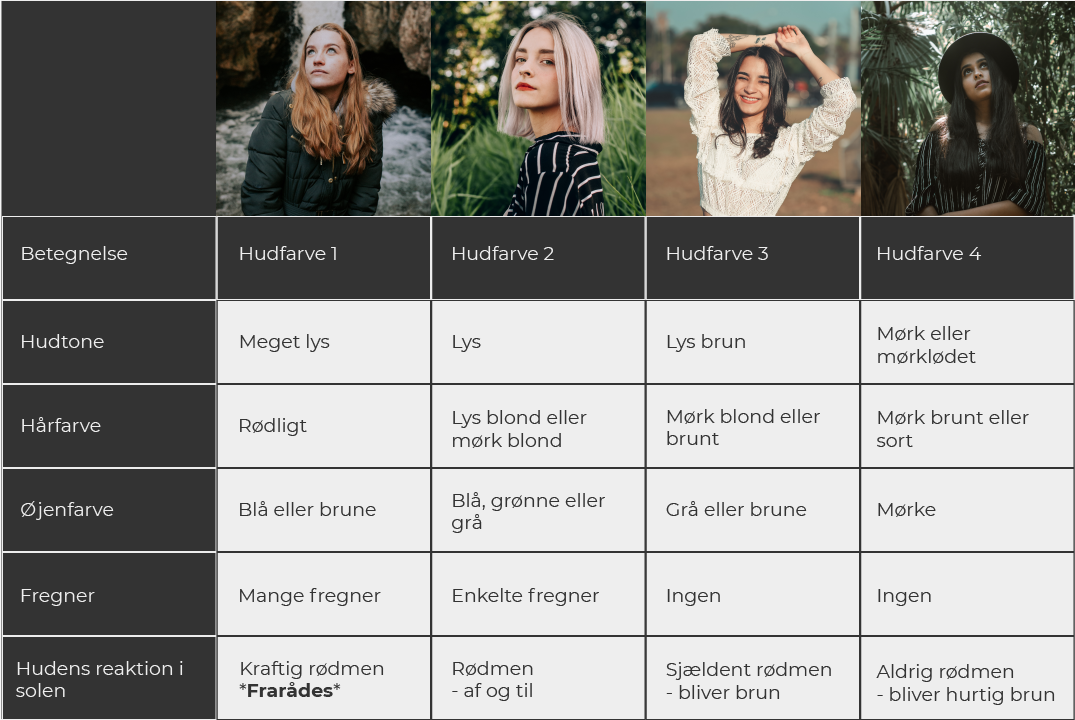 Betegnelse
Hudfarve 1
Hudfarve 2
Hudfarve 3
Hudfarve 4
Hudtone
Meget lys
Lys
Lys brun
Mørk eller
mørklødet
Hårfarve
Rødligt
Lys blond eller
mørk blond
Mørk blond eller
brunt
Mørk brunt eller
sort
Øjenfarve
Blå eller brune
Blå, grønne eller
grå
Grå eller brune
Mørke
Fregner
Mange fregner
Enkelte fregner
Ingen
Ingen
Hudens reaktion i
solen
Kraftig rødmen
*Frarådes*
Rødmen
- af og til
Sjældent rødmen
- bliver brun
Aldrig rødmen
- bliver hurtig brun